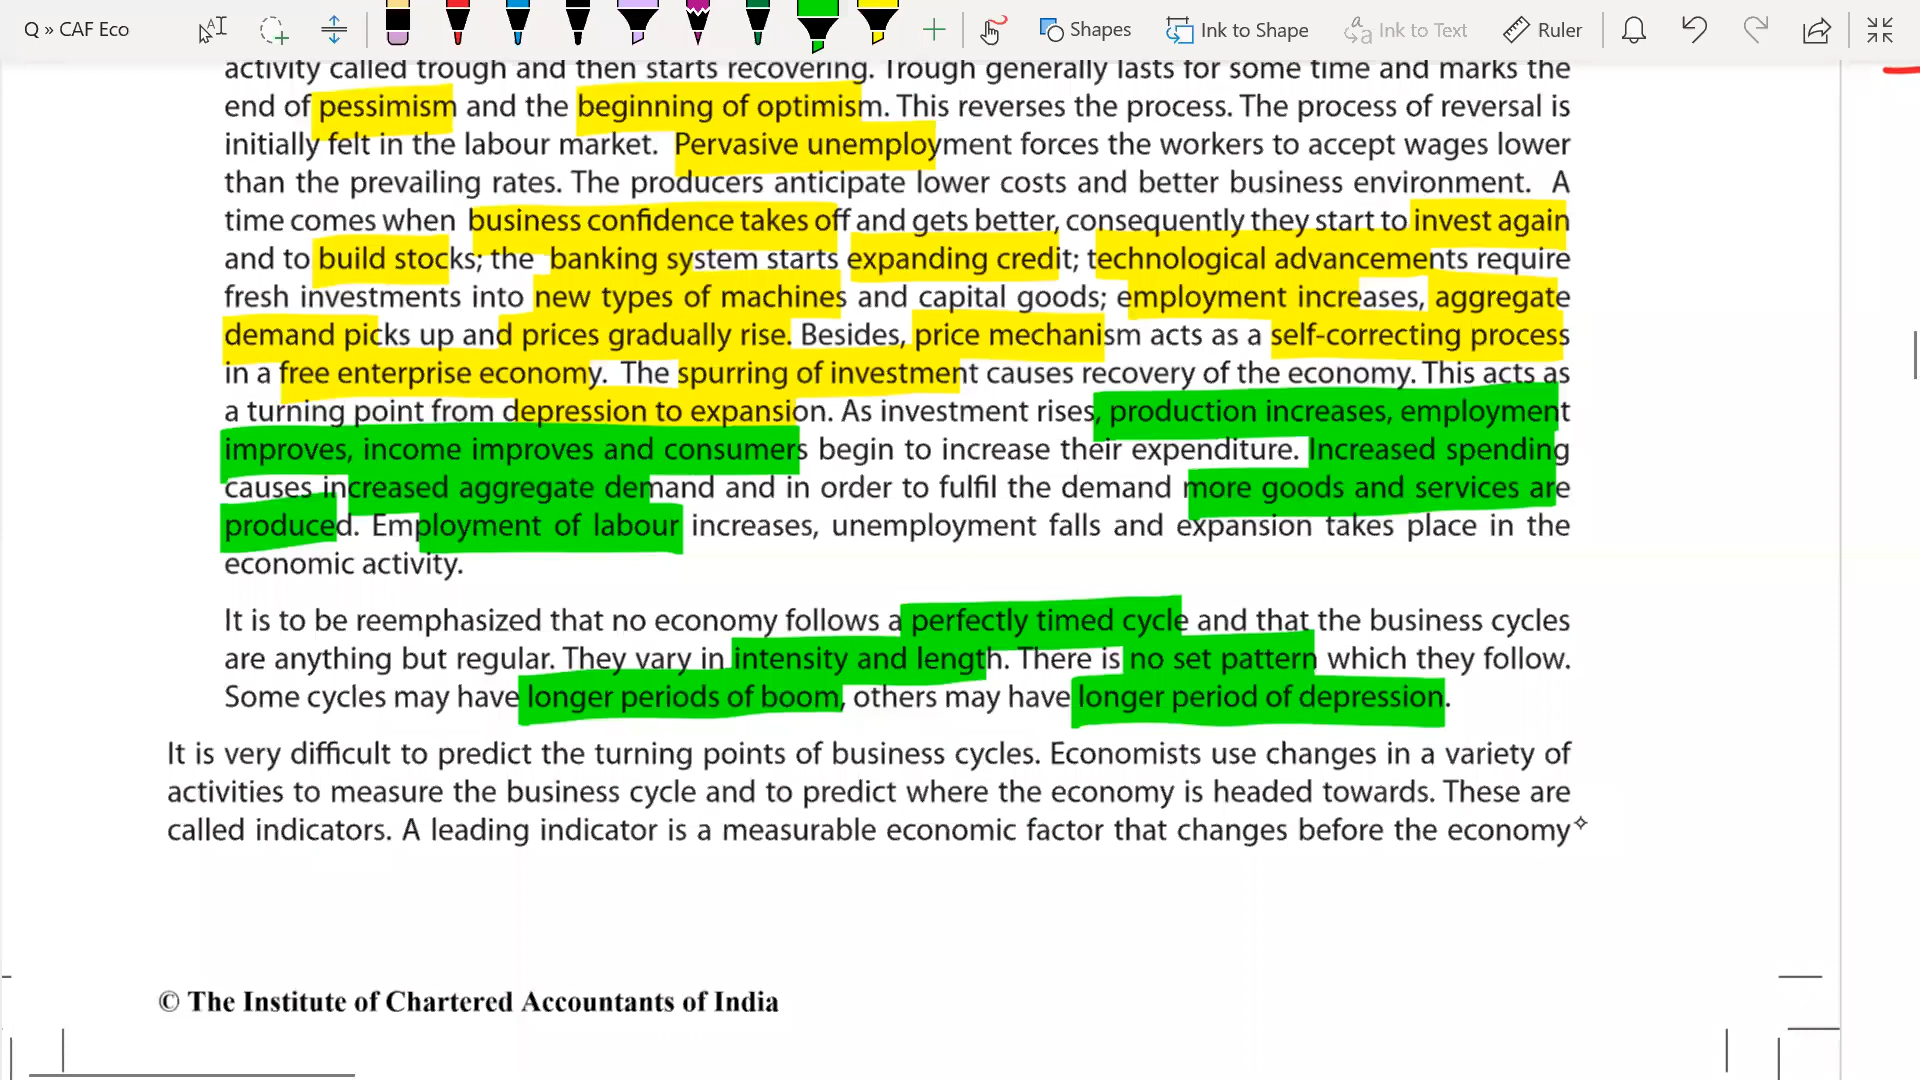 Q » CAF Eco
Shapes
Ink to Shape
Ink to Text
Ruler
activity called trough and then starts recovering. Trough generally lasts for some time and marks the
end of pessimism and the beginning of optimism. This reverses the process. The process of reversal is
initially felt in the labour market. Pervasive unemployment forces the workers to accept wages lower
than the prevailing rates. The producers anticipate lower costs and better business environment. A
time comes when business confidence takes off and gets better, consequently they start to invest again
and to build stocks; the banking system starts expanding credit; technological advancements require
fresh investments into new types of machines and capital goods; employment increases, aggregate
demand picks up and prices gradually rise. Besides, price mechanism acts as a self-correcting process
in a free enterprise economy. The spurring of investment causes recovery of the economy. This acts as
a turning point from depression to expansion. As investment rises, production increases, employment
improves, income improves and consumers begin to increase their expenditure. Increased spending
causes increased aggregate demand and in order to fulfil the demand more goods and services are
produced. Employment of labour increases, unemployment falls and expansion takes place in the
economic activity.
It is to be reemphasized that no economy follows a perfectly timed cycle and that the business cycles
are anything but regular. They vary in intensity and length. There is no set pattern which they follow.
Some cycles may have longer periods of boom, others may have longer period of depression.
It is very difficult to predict the turning points of business cycles. Economists use changes in a variety of
activities to measure the business cycle and to predict where the economy is headed towards. These are
called indicators. A leading indicator is a measurable economic factor that changes before the economy
© The Institute of Chartered Accountants of India